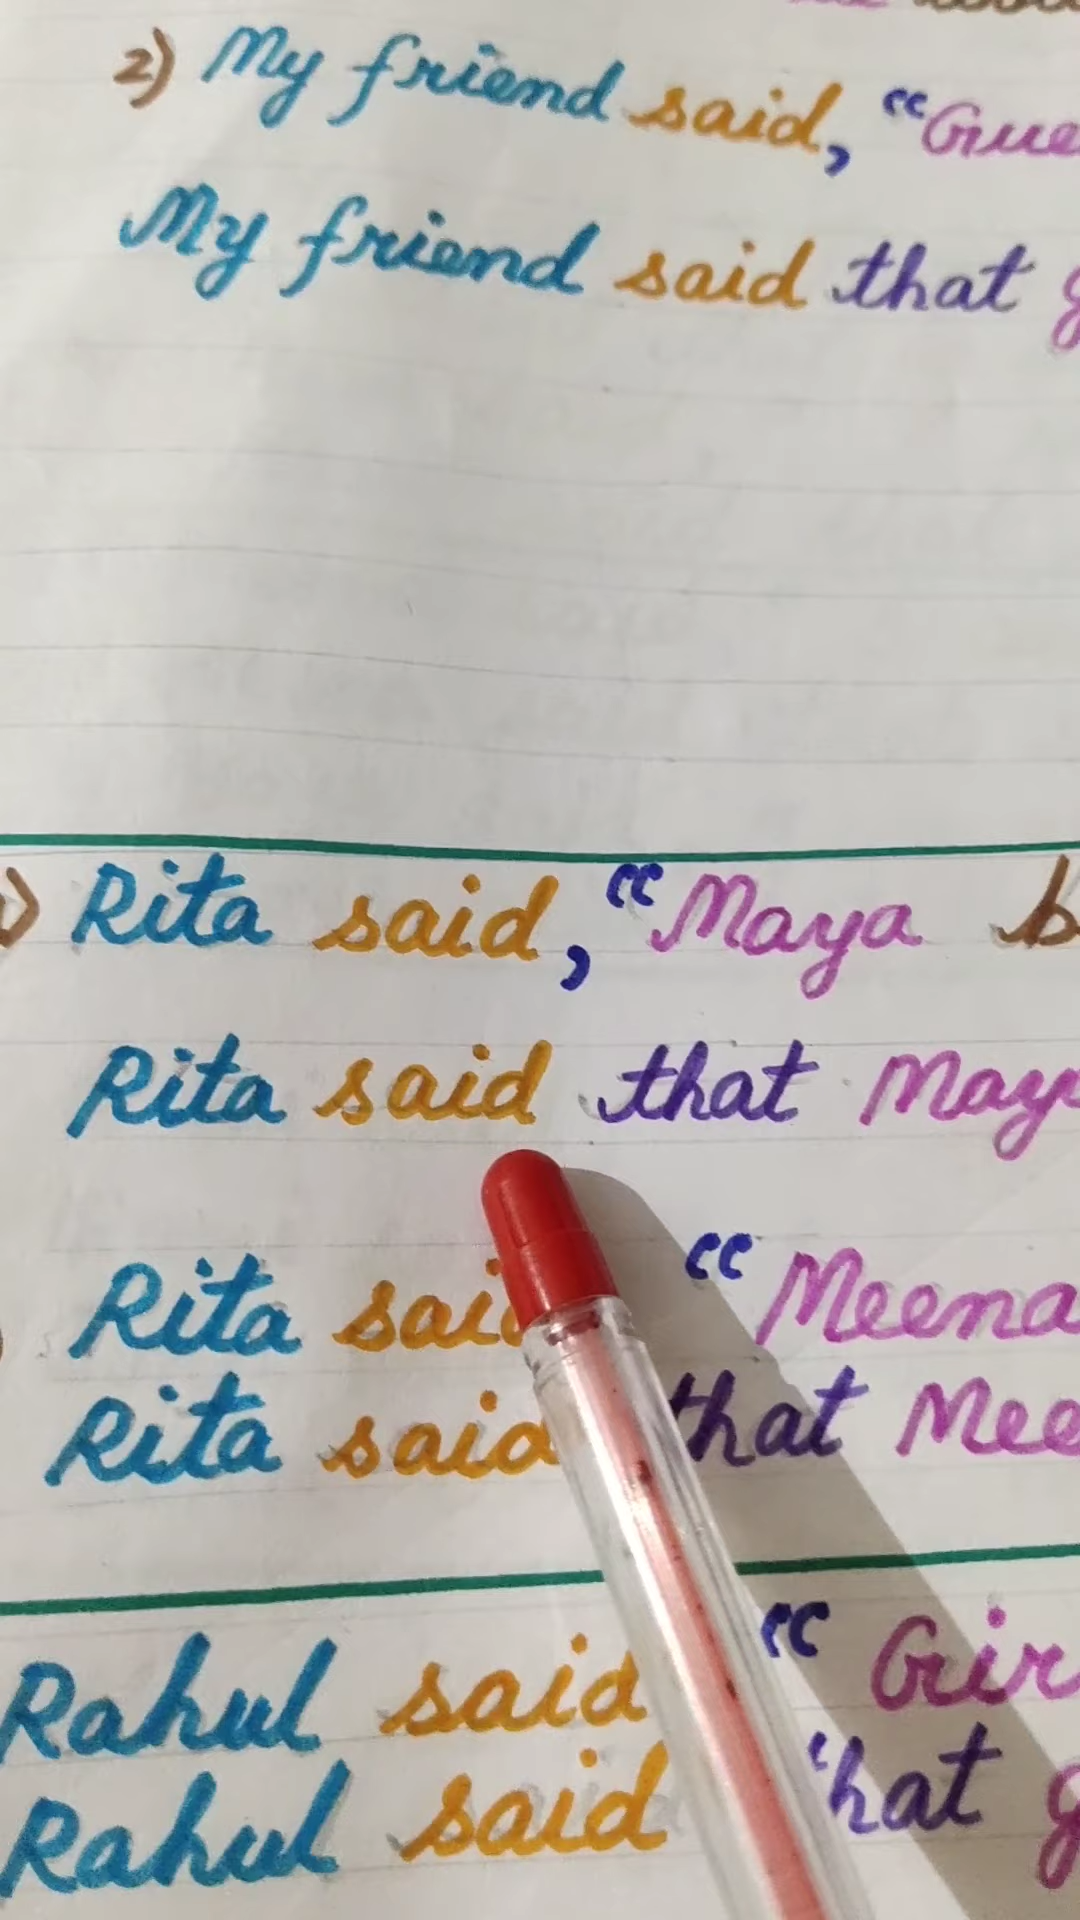 2) My friend said, "Gue
My friend said that g
Rita said, "Maya b
Rita said that May
Rita sai "Meena
Rita said that Mee
Rahul said "Gir
Rahul said hat g